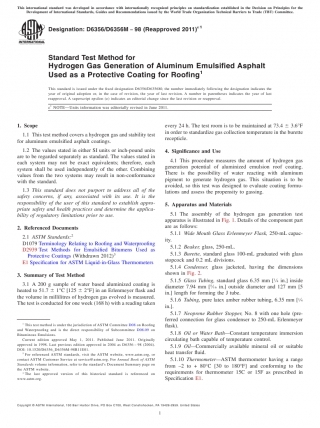 This international standard was developed in accordance with internationally recognized principles on standardization established in the Decision on Principles for the
Development of International Standards, Guides and Recommendations issued by the World Trade Organization Technical Barriers to Trade (TBT) Committee.
Designation: D6356/D6356M − 98 (Reapproved 2011)
INTERNATIONAL
Standard Test Method for
Hydrogen Gas Generation of Aluminum Emulsified Asphalt
Used as a Protective Coating for Roofing1
This standard is issued under the fixed designation D6356/D6356M; the number immediately following the designation indicates the
year of original adoption or, in the case of revision, the year of last revision. A number in parentheses indicates the year of last
reapproval. A superscript epsilon (ε) indicates an editorial change since the last revision or reapproval.
NOTE—Units information was editorially revised in June 2011.
1. Scope
1.1 This test method covers a hydrogen gas and stability test
for aluminum emulsified asphalt coatings.
1.2 The values stated in either SI units or inch-pound units
are to be regarded separately as standard. The values stated in
each system may not be exact equivalents; therefore, each
system shall be used independently of the other. Combining
values from the two systems may result in non-conformance
with the standard.
1.3 This standard does not purport to address all of the
safety concerns, if any, associated with its use. It is the
responsibility of the user of this standard to establish appro-
priate safety and health practices and determine the applica-
bility of regulatory limitations prior to use.
2. Referenced Documents
2.1 ASTM Standards:2
D1079 Terminology Relating to Roofing and Waterproofing
D2939 Test Methods for Emulsified Bitumens Used as
Protective Coatings (Withdrawn 2012)3
E1 Specification for ASTM Liquid-in-Glass Thermometers
3. Summary of Test Method
3.1 A 200 g sample of water based aluminized coating is
heated to 51.7 ± 1°C [125 ± 2°F] in an Erlenmeyer flask and
the volume in milliliters of hydrogen gas evolved is measured.
The test is conducted for one week (168 h) with a reading taken
1 This test method is under the jurisdiction of ASTM Committee D08 on Roofing
and Waterproofing and is the direct responsibility of Subcommittee D08.09 on
Bituminous Emulsions.
Current edition approved May 1, 2011. Published June 2011. Originally
approved in 1998. Last previous edition approved in 2006 as D6356 – 98 (2006).
DOI: 10.1520/D6356_D6356M-98R11E01.
2 For referenced ASTM standards, visit the ASTM website, www.astm.org, or
contact ASTM Customer Service at service@astm.org. For Annual Book of ASTM
Standards volume information, refer to the standard's Document Summary page on
the ASTM website.
3 The last approved version of this historical standard is referenced on
www.astm.org.
every 24 h. The test room is to be maintained at 73.4 ± 3.6°F
in order to standardize gas collection temperature in the burette
receptacle.
4. Significance and Use
4.1 This procedure measures the amount of hydrogen gas
generation potential of aluminized emulsion roof coating.
There is the possibility of water reacting with aluminum
pigment to generate hydrogen gas. This situation is to be
avoided, so this test was designed to evaluate coating formu-
lations and assess the propensity to gassing.
5. Apparatus and Materials
5.1 The assembly of the hydrogen gas generation test
apparatus is illustrated in Fig. 1. Details of the component part
are as follows:
5.1.1 Wide Mouth Glass Erlenmeyer Flask, 250-mL capac-
ity.
5.1.2 Beaker, glass, 250-mL.
5.1.3 Burette, standard glass 100-mL graduated with glass
stopcock and 0.2 mL divisions.
5.1.4 Condenser, glass jacketed, having the dimensions
shown in Fig. 2.
5.1.5 Glass Tubing, standard glass 6.35 mm [¼ in.] inside
diameter 7.94 mm [5⁄16 in.] outside diameter and 127 mm [5
in.] length for forming the J tube.
5.1.6 Tubing, pure latex amber rubber tubing, 6.35 mm [¼
in.].
5.1.7 Neoprene Rubber Stopper, No. 8 with one hole (pre-
ferred connection for glass condenser to 250-mL Erlenmeyer
flask).
5.1.8 Oil or Water Bath—Constant temperature immersion
circulating bath capable of temperature control.
5.1.9 Oil—Commercially available mineral oil or suitable
heat transfer fluid.
5.1.10 Thermometer—ASTM thermometer having a range
from –2 to + 80°C [30 to 180°F] and conforming to the
requirements for thermometer 15C or 15F as prescribed in
Specification E1.
Copyright © ASTM International, 100 Barr Harbor Drive, PO Box C700, West Conshohocken, PA 19428-2959. United States
1